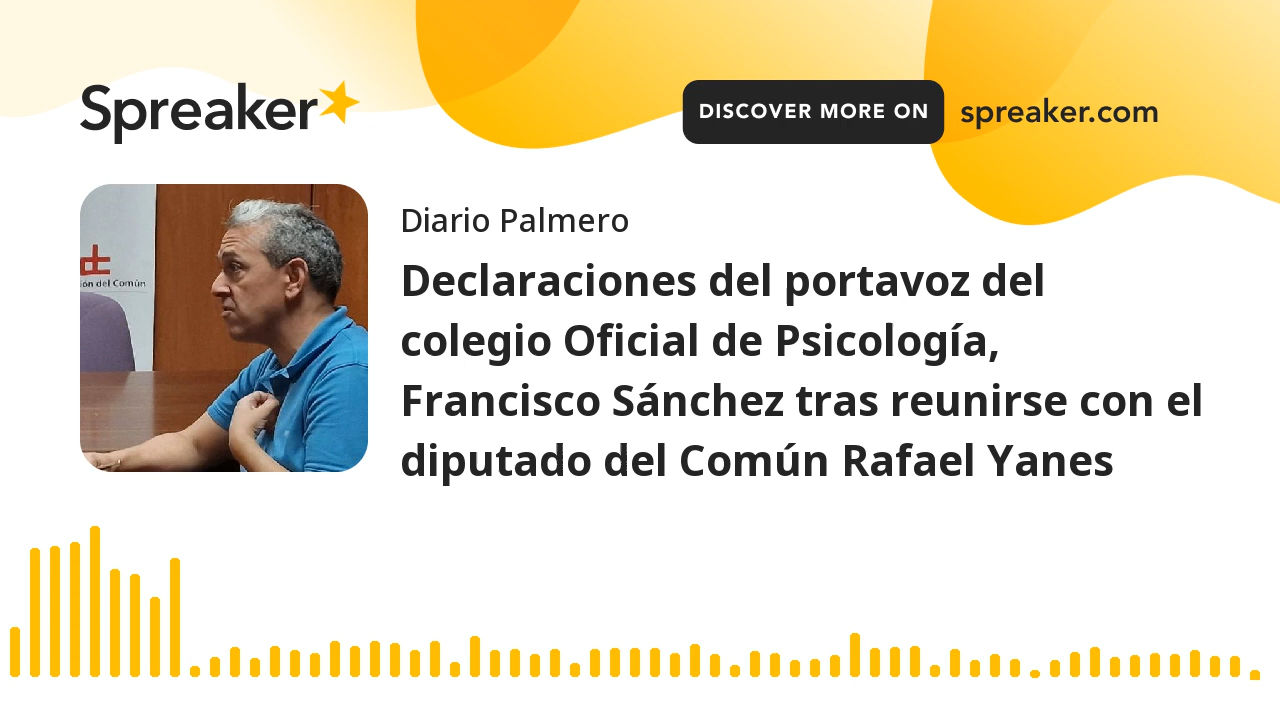 Spreaker
DISCOVER MORE ON
spreaker.com
Diario Palmero
Declaraciones del portavoz del
colegio Oficial de Psicología,
Francisco Sánchez tras reunirse con el
diputado del Común Rafael Yanes
del Común